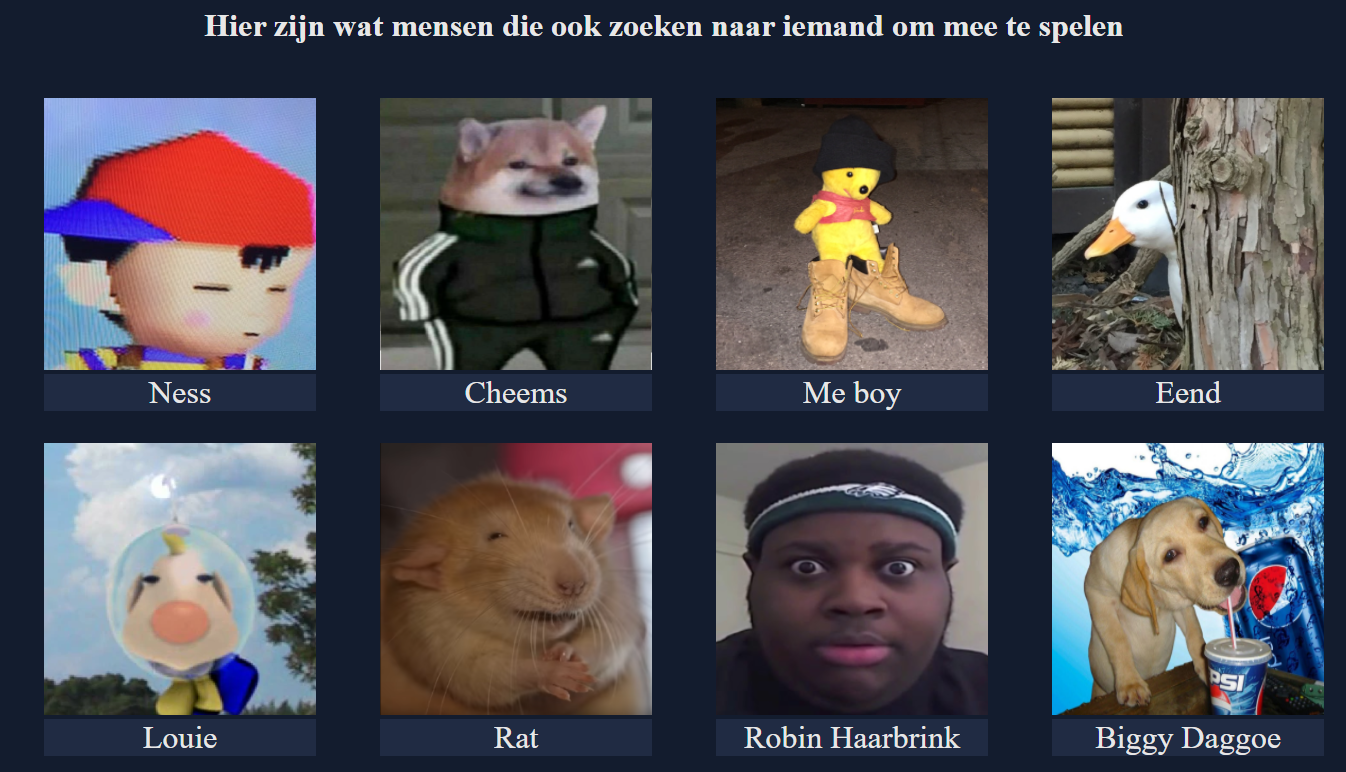 Hier zijn wat mensen die ook zoeken naar iemand om mee te spelen
Ness
Cheems
Me boy
Eend
PSI
Louie
Rat
Robin Haarbrink
Biggy Daggoe